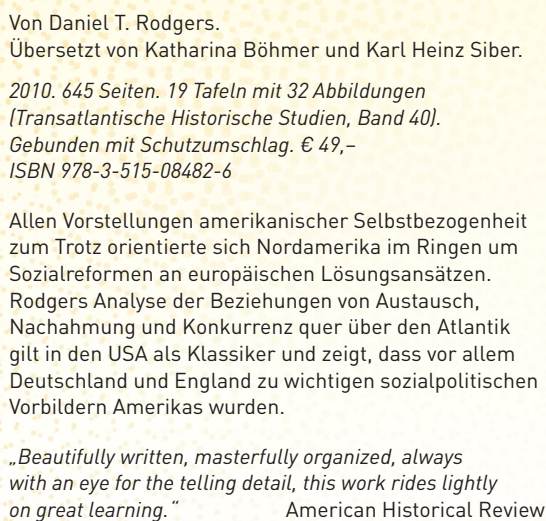 Von Daniel T. Rodgers.
Übersetzt von Katharina Böhmer und Karl Heinz Siber.
2010. 645 Seiten. 19 Tafeln mit 32 Abbildungen
(Transatlantische Historische Studien, Band 40).
Gebunden mit Schutzumschlag. € 49,–
ISBN 978-3-515-08482-6
Allen Vorstellungen amerikanischer Selbstbezogenheit
zum Trotz orientierte sich Nordamerika im Ringen um
Sozialreformen an europäischen Lösungsansätzen.
Rodgers Analyse der Beziehungen von Austausch,
Nachahmung und Konkurrenz quer über den Atlantik
gilt in den USA als Klassiker und zeigt, dass vor allem
Deutschland und England zu wichtigen sozialpolitischen
Vorbildern Amerikas wurden.
„Beautifully written, masterfully organized, always
with an eye for the telling detail, this work rides lightly
on great learning.“ American Historical Review